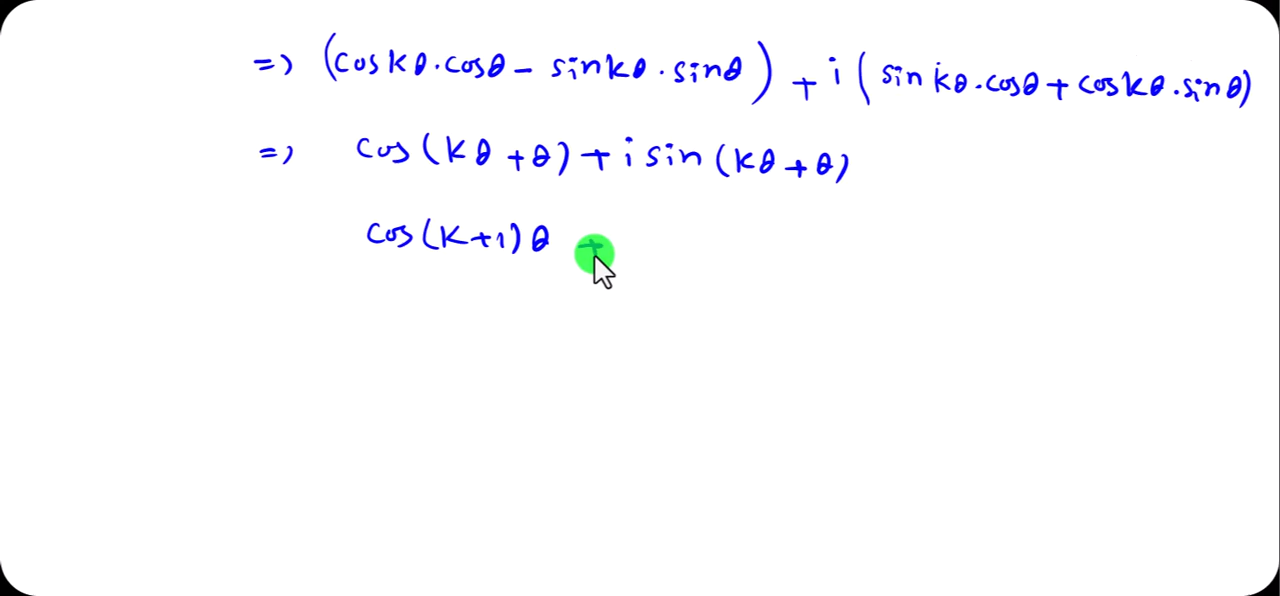 => (cos kθ.cosθ - sin kθ.sinθ) + i (sin kθ.cosθ + cos kθ.sinθ)
=> cos(kθ+θ) + i sin(kθ+θ)
cos(k+1)θ +